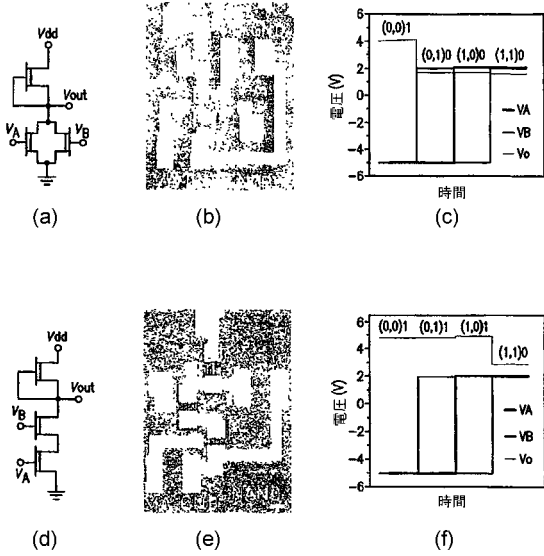 Vdd
Vout
VA
VB
(a)
(b)
電圧(V)
6
4
2
0
-2
-4
-6
(0,0)1
(0,1)0
(1,0)0
(1,1)0
VA
VB
Vo
時間
(c)
Vdd
Vout
VB
VA
(d)
(e)
電圧(V)
6
4
2
0
-2
-4
-6
(0,0)1
(0,1)1
(1,0)1
(1,1)0
VA
VB
Vo
時間
(f)